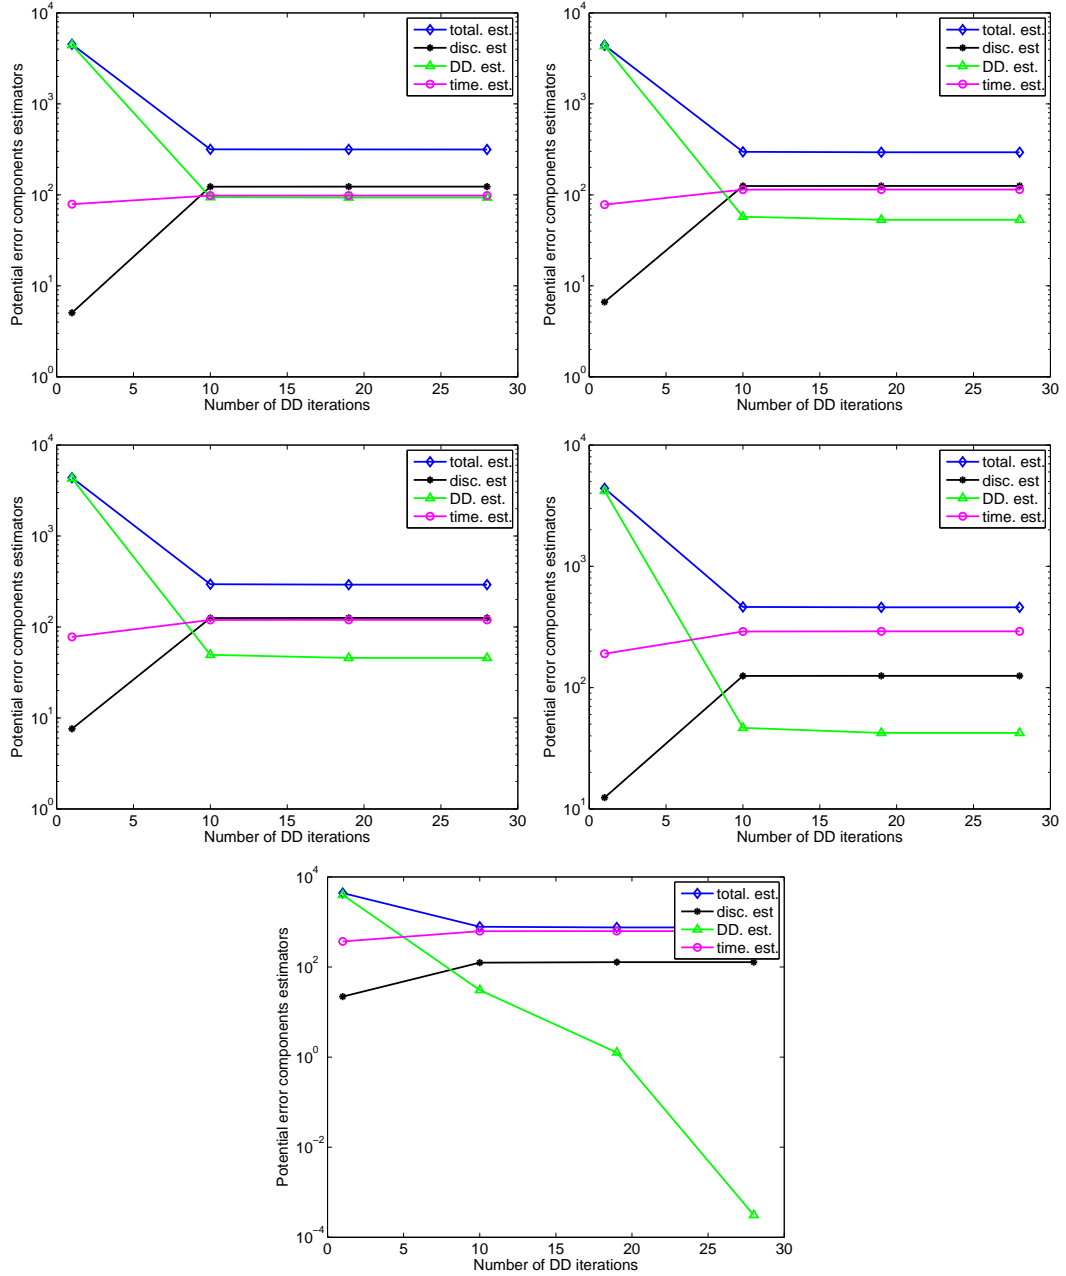 10^4
10^3
10^2
10^1
10^0
Potential error components estimators
0 5 10 15 20 25 30
Number of DD iterations
total. est.
disc. est
DD. est.
time. est.
10^4
10^3
10^2
10^1
10^0
Potential error components estimators
0 5 10 15 20 25 30
Number of DD iterations
total. est.
disc. est
DD. est.
time. est.
10^4
10^3
10^2
10^1
10^0
Potential error components estimators
0 5 10 15 20 25 30
Number of DD iterations
total. est.
disc. est
DD. est.
time. est.
10^4
10^3
10^2
10^1
Potential error components estimators
0 5 10 15 20 25 30
Number of DD iterations
total. est.
disc. est
DD. est.
time. est.
10^4
10^2
10^0
10^−2
10^−4
Potential error components estimators
0 5 10 15 20 25 30
Number of DD iterations
total. est.
disc. est
DD. est.
time. est.